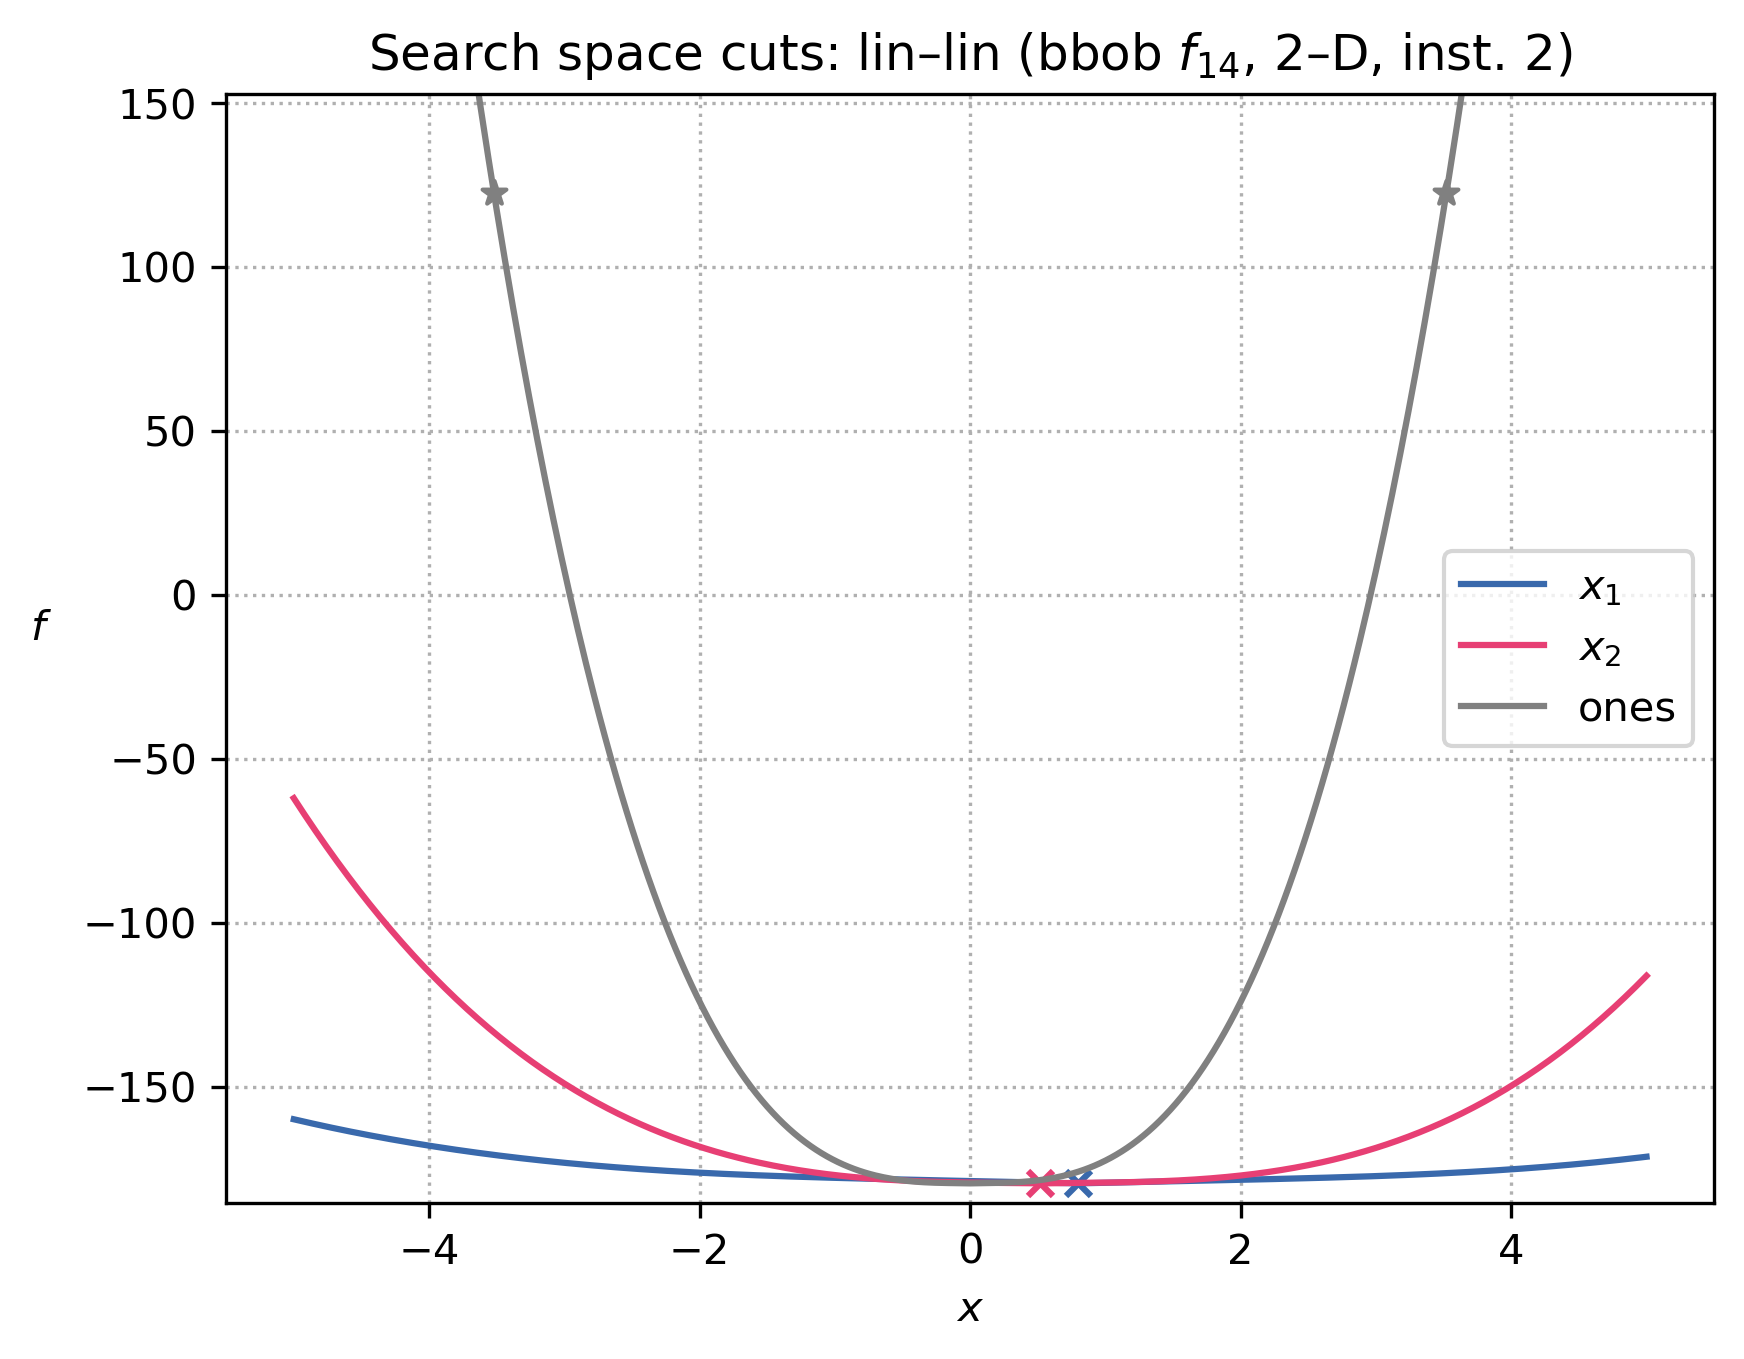 Search space cuts: lin–lin (bbob f₁₄, 2–D, inst. 2)
150
100
50
0
−50
−100
−150
f
x₁
x₂
ones
−4 −2 0 2 4
x